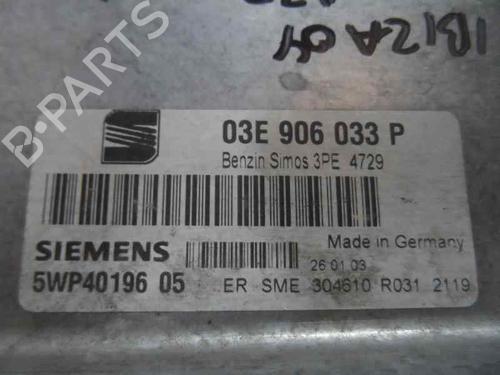 IBIZA 04
03E 906 033 P
Benzin Simos 3PE 4729
SIEMENS
Made in Germany
26 01 03
5WP40196 05
ER SME 304610 R031 2119
B-PARTS